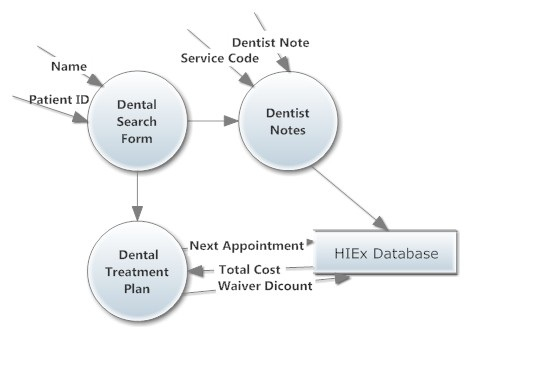 Dentist Note
Service Code
Name
Patient ID
Dental
Search
Form
Dentist
Notes
Dental
Treatment
Plan
Next Appointment
Total Cost
Waiver Dicount
HIEx Database